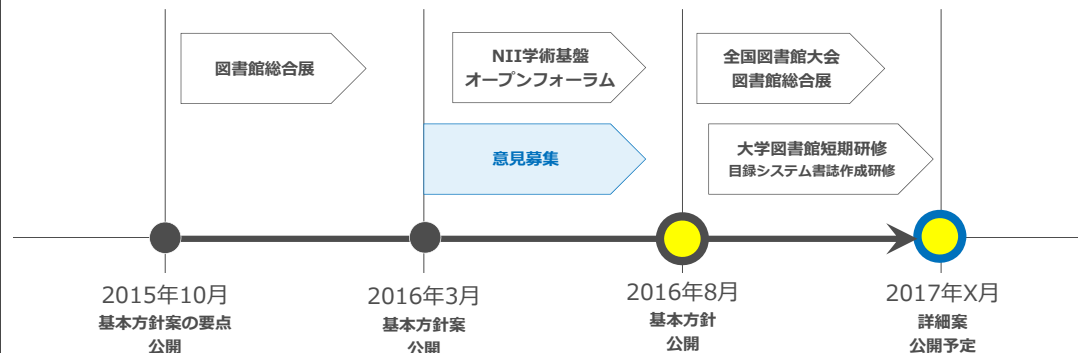 図書館総合展
NII学術基盤
オープンフォーラム
全国図書館大会
図書館総合展
意見募集
大学図書館短期研修
目録システム書誌作成研修
2015年10月
基本方針案の要点
公開
2016年3月
基本方針案
公開
2016年8月
基本方針
公開
2017年X月
詳細案
公開予定